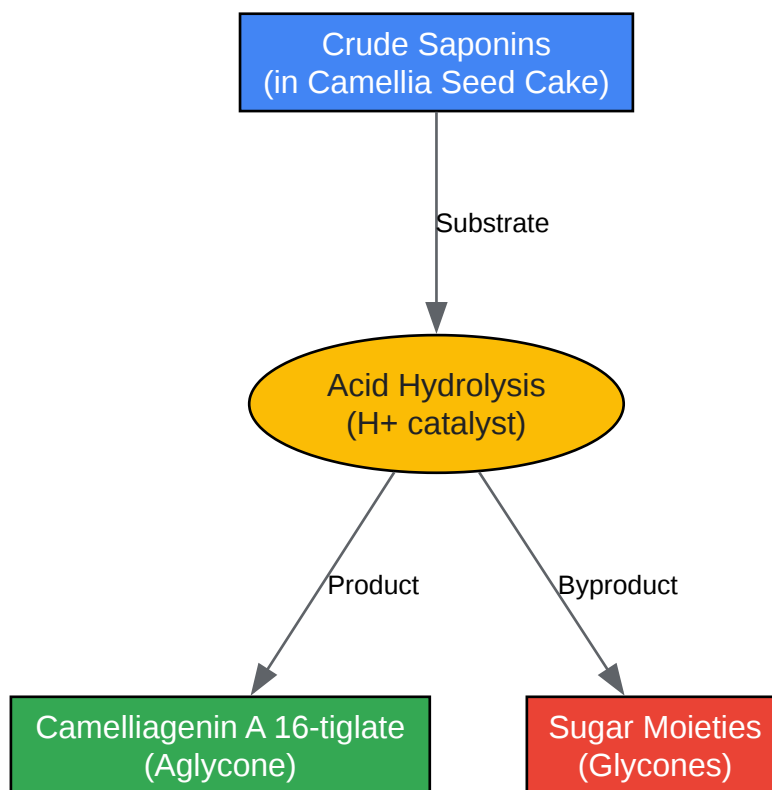 Crude Saponins
(in Camellia Seed Cake)
Substrate
Acid Hydrolysis
(H+ catalyst)
Product
Byproduct
Camelliagenin A 16-tiglate
(Aglycone)
Sugar Moieties
(Glycones)